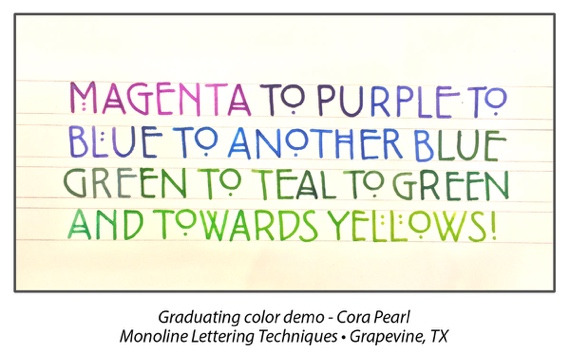 MAGENTA TO PURPLE TO
BLUE TO ANOTHER BLUE
GREEN TO TEAL TO GREEN
AND TOWARDS YELLOWS!
Graduating color demo - Cora Pearl
Monoline Lettering Techniques • Grapevine, TX